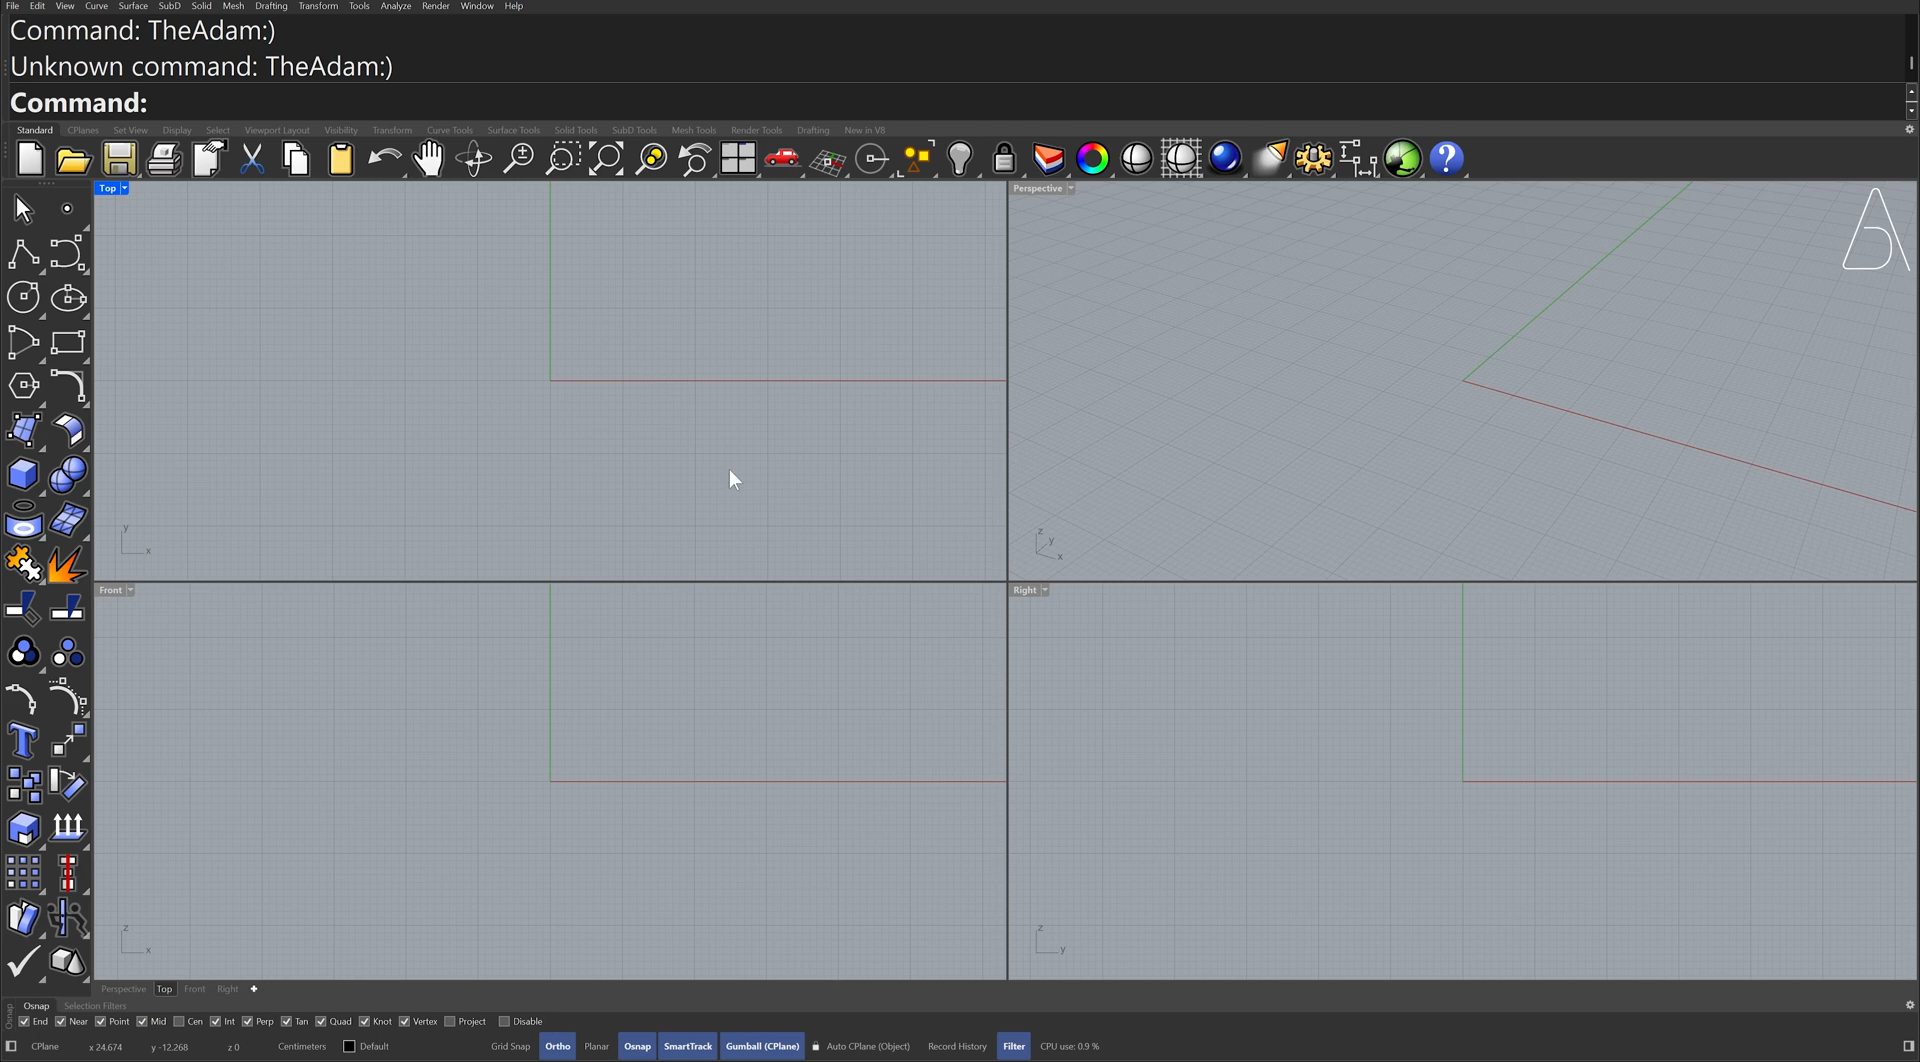 File Edit View Curve Surface SubD Solid Mesh Drafting Transform Tools Analyze Render Window Help
Command: TheAdam:)
Unknown command: TheAdam:)
Command:
Standard CPlanes Set View Display Select Viewport Layout Visibility Transform Curve Tools Surface Tools Solid Tools SubD Tools Mesh Tools Render Tools Drafting New in V8
Top
Perspective
y
x
z
y
x
Front
Right
z
x
z
y
Perspective Top Front Right
Osnap Selection Filters
Osnap
End Near Point Mid Cen Int Perp Tan Quad Knot Vertex Project Disable
CPlane x 24.674 y -12.268 z 0 Centimeters Default Grid Snap Ortho Planar Osnap SmartTrack Gumball (CPlane) Auto CPlane (Object) Record History Filter CPU use: 0.9 %